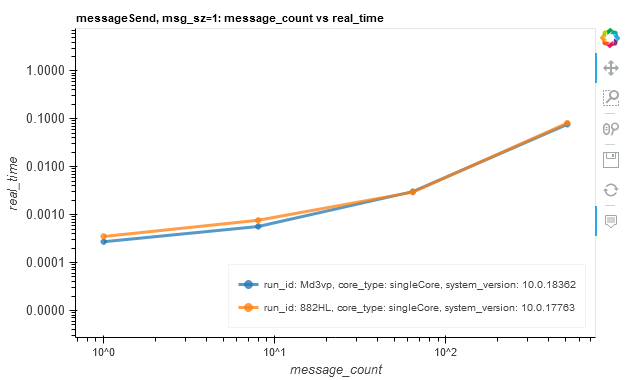 messageSend, msg_sz=1: message_count vs real_time
1.0000
0.1000
0.0100
0.0010
0.0001
0.0000
real_time
run_id: Md3vp, core_type: singleCore, system_version: 10.0.18362
run_id: 882HL, core_type: singleCore, system_version: 10.0.17763
10^0
10^1
10^2
message_count